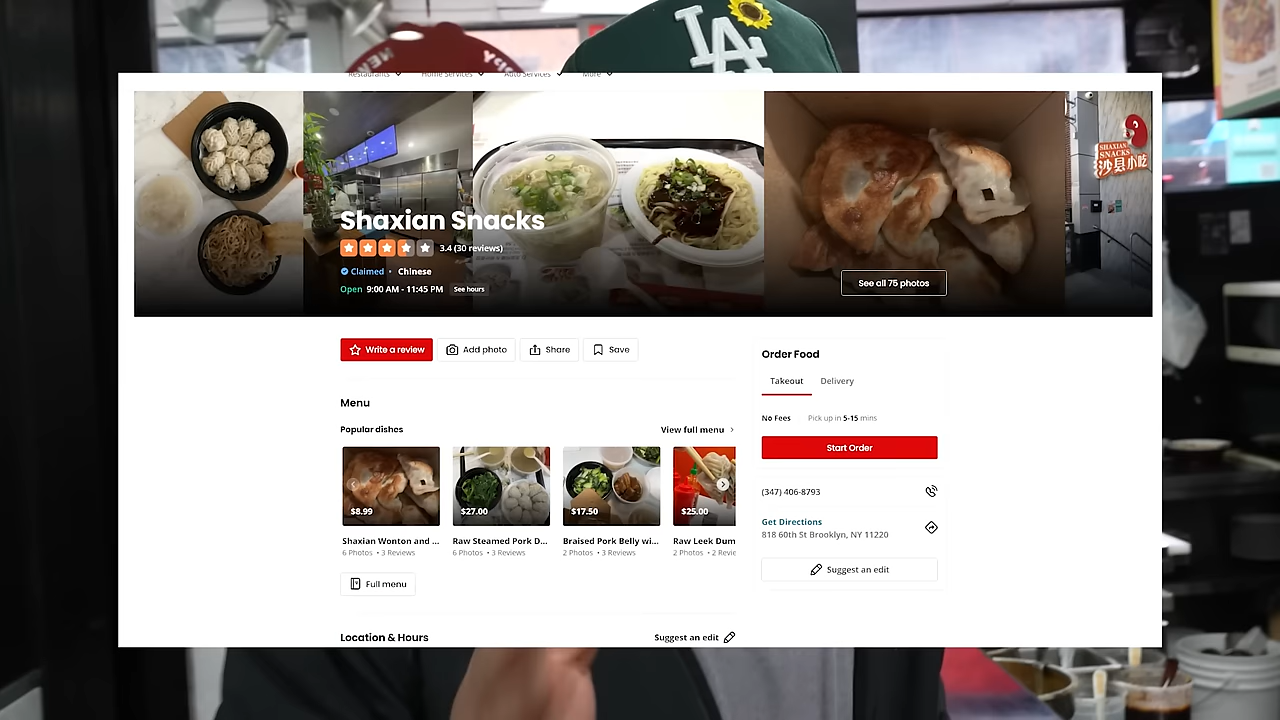 LA
Restaurants
Home Services
Auto Services
More
SHAXIAN
SNACKS
沙县小吃
Shaxian Snacks
3.4 (30 reviews)
Claimed • Chinese
Open 9:00 AM - 11:45 PM See hours
See all 75 photos
Write a review
Add photo
Share
Save
Menu
Popular dishes
View full menu
$8.99
$27.00
$17.50
$25.00
Shaxian Wonton and ...
Raw Steamed Pork D...
Braised Pork Belly wi...
Raw Leek Dum
6 Photos • 3 Reviews
6 Photos • 3 Reviews
2 Photos • 3 Reviews
2 Photos • 2 Revie
Full menu
Location & Hours
Suggest an edit
Order Food
Takeout
Delivery
No Fees
Pick up in 5-15 mins
Start Order
(347) 406-8793
Get Directions
818 60th St Brooklyn, NY 11220
Suggest an edit